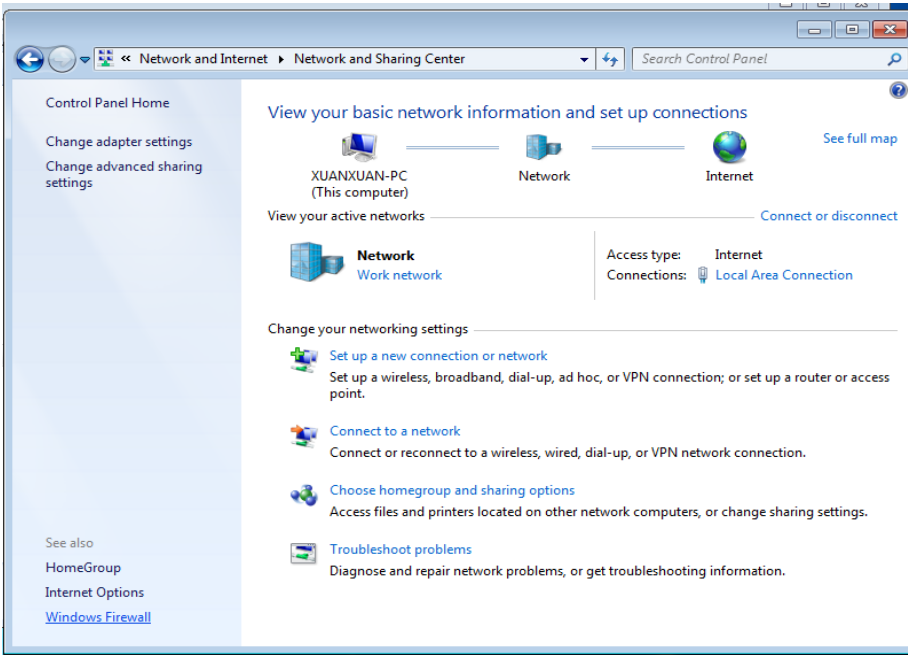 « Network and Internet ▸ Network and Sharing Center
Search Control Panel
Control Panel Home
Change adapter settings
Change advanced sharing
settings
View your basic network information and set up connections
See full map
XUANXUAN-PC
(This computer)
Network
Internet
View your active networks
Connect or disconnect
Network
Work network
Access type: Internet
Connections: Local Area Connection
Change your networking settings
Set up a new connection or network
Set up a wireless, broadband, dial-up, ad hoc, or VPN connection; or set up a router or access
point.
Connect to a network
Connect or reconnect to a wireless, wired, dial-up, or VPN network connection.
Choose homegroup and sharing options
Access files and printers located on other network computers, or change sharing settings.
Troubleshoot problems
Diagnose and repair network problems, or get troubleshooting information.
See also
HomeGroup
Internet Options
Windows Firewall